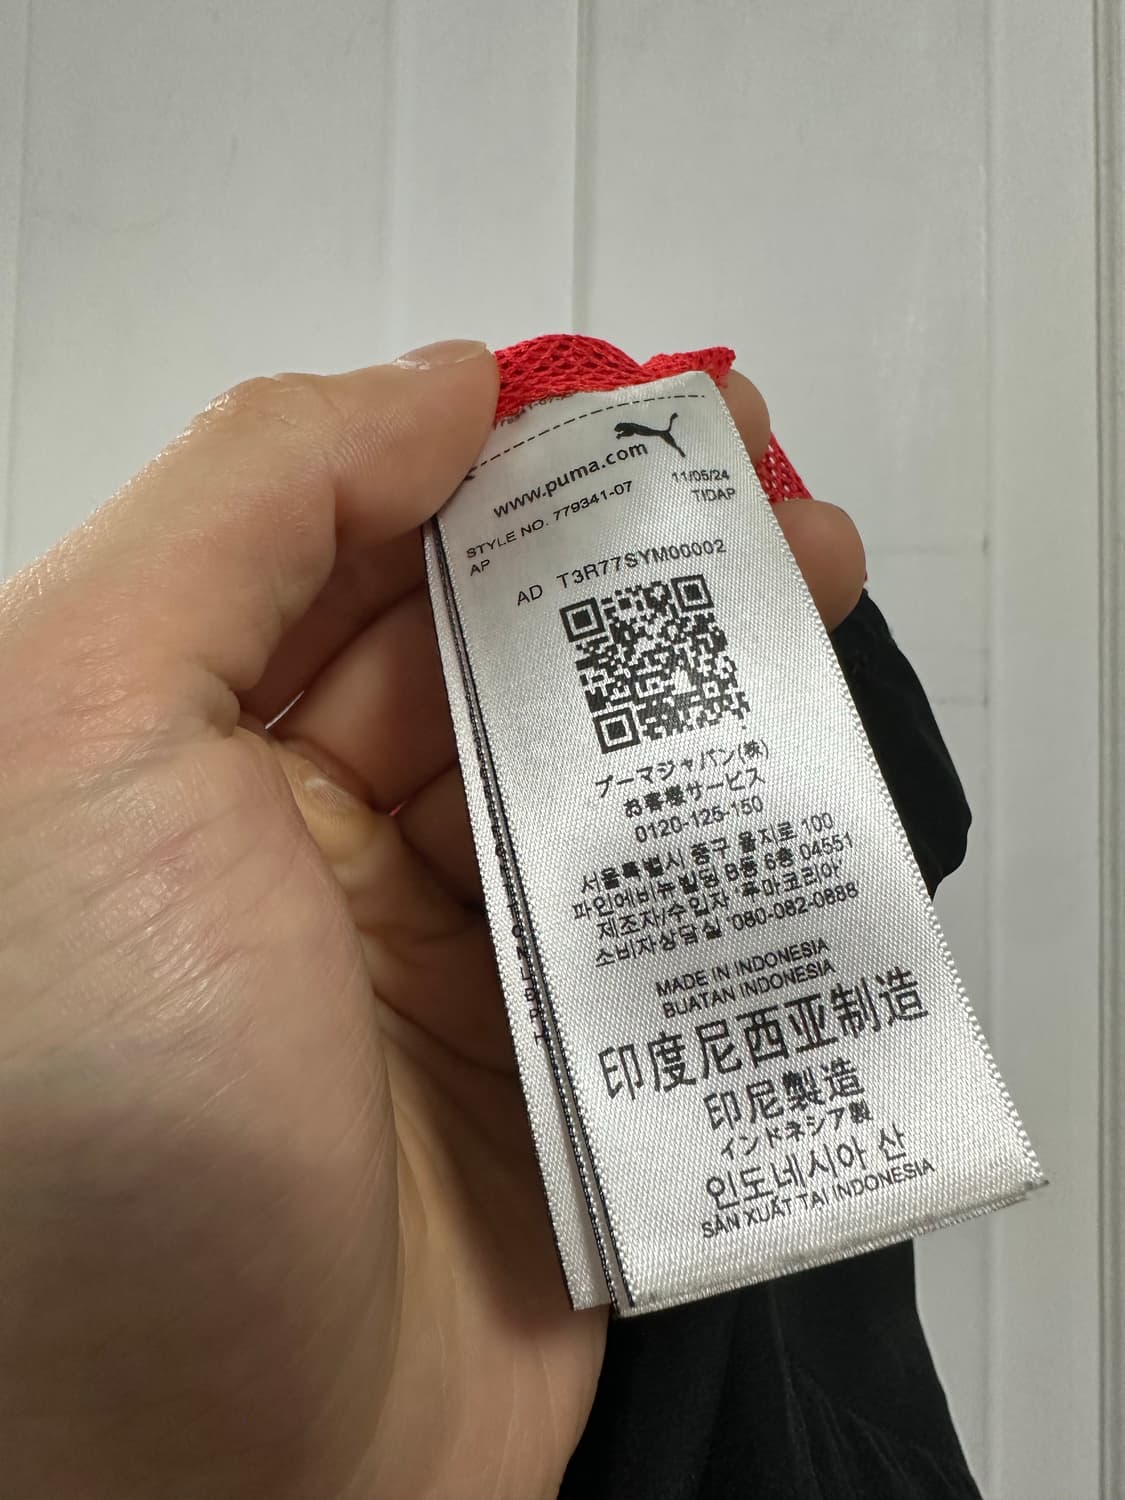 www.puma.com
STYLE NO. 779341-07 11/05/24
AP TIDAP
AD T3R77SYM00002
プーマジャパン(株)
お客様サービス
0120-125-150
서울특별시 중구 을지로 100
파인에비뉴빌딩 B동 6층 04551
제조자/수입자 '푸마코리아'
소비자상담실 '080-082-0888
MADE IN INDONESIA
BUATAN INDONESIA
印度尼西亚制造
印尼製造
インドネシア製
인도네시아 산
SẢN XUẤT TẠI INDONESIA